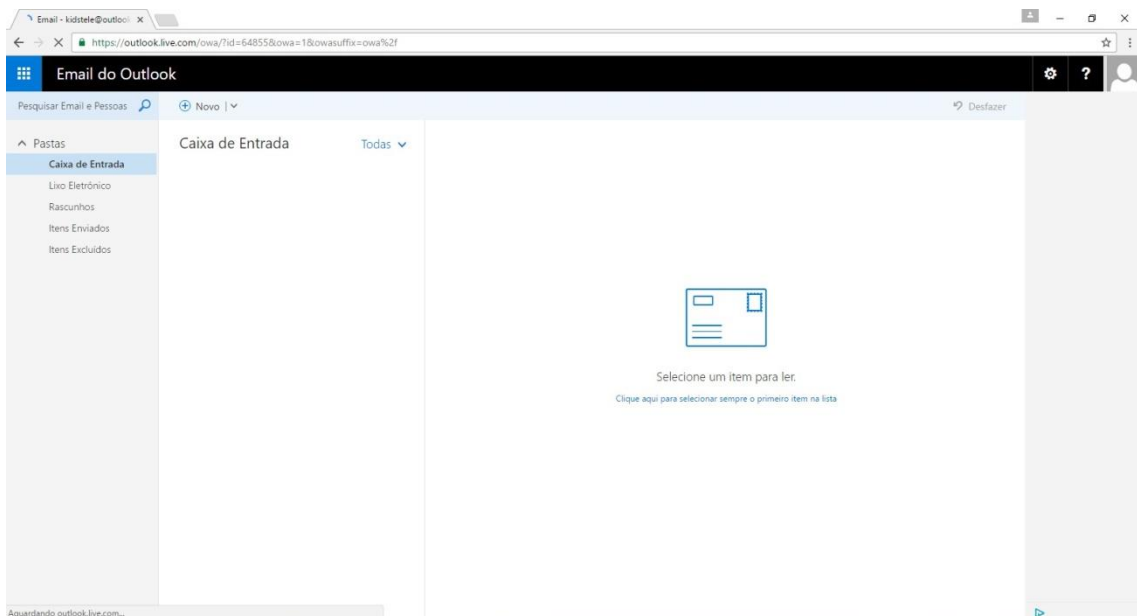 Email - kidstele@outlool
https://outlook.live.com/owa/?id=64855&owa=1&owasuffix=owa%2f
Email do Outlook
?
Pesquisar Email e Pessoas
Novo
Desfazer
Pastas
Caixa de Entrada
Lixo Eletrônico
Rascunhos
Itens Enviados
Itens Excluídos
Caixa de Entrada
Todas
Selecione um item para ler.
Clique aqui para selecionar sempre o primeiro item na lista
Aguardando outlook.live.com...